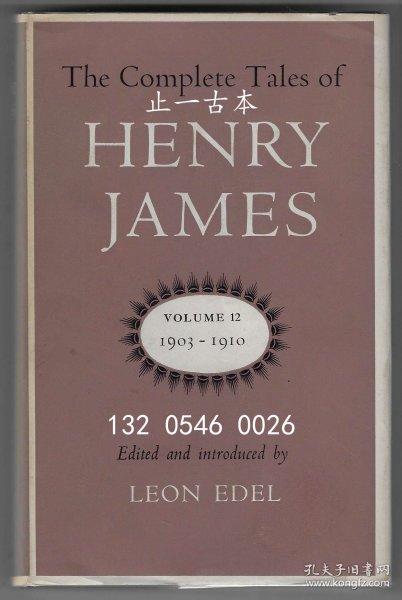 The Complete Tales of
止一古本
HENRY
JAMES
VOLUME 12
1903 - 1910
132 0546 0026
Edited and introduced by
LEON EDEL
孔夫子旧书网
www.kongfz.com